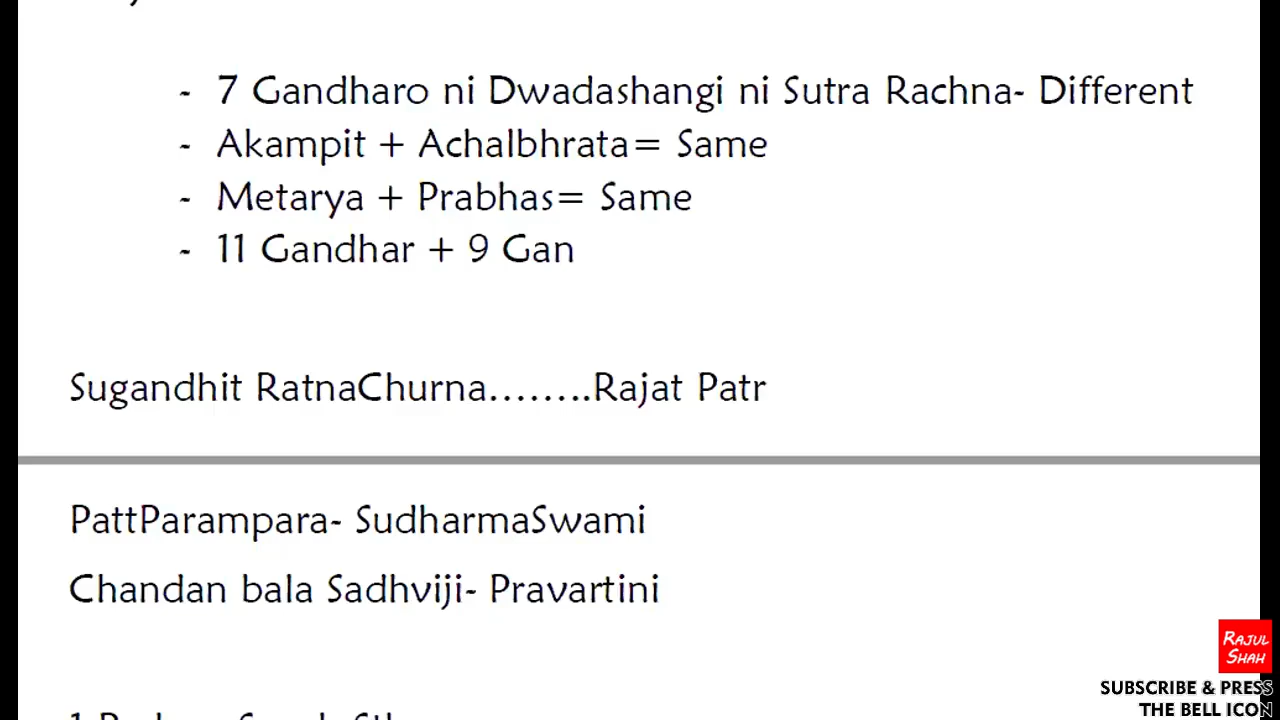 - 7 Gandharo ni Dwadashangi ni Sutra Rachna- Different
- Akampit + Achalbhrata= Same
- Metarya + Prabhas= Same
- 11 Gandhar + 9 Gan
Sugandhit RatnaChurna........Rajat Patr
PattParampara- SudharmaSwami
Chandan bala Sadhviji- Pravartini
RAJUL
SHAH
SUBSCRIBE & PRESS
THE BELL ICON